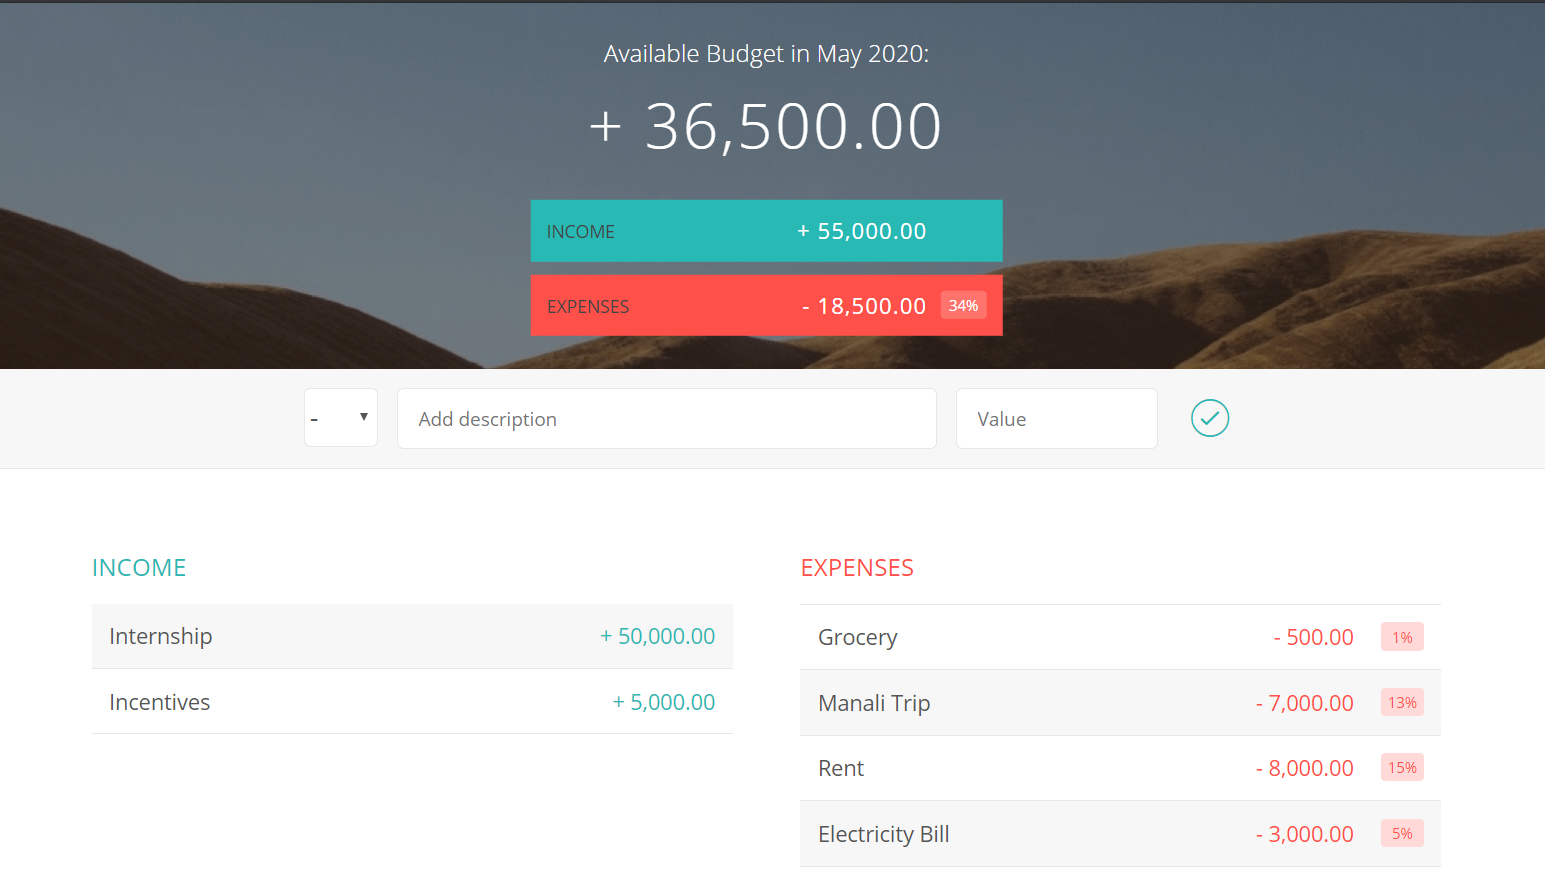 Available Budget in May 2020:
+ 36,500.00
INCOME + 55,000.00
EXPENSES - 18,500.00 34%
- Add description Value
INCOME
Internship + 50,000.00
Incentives + 5,000.00
EXPENSES
Grocery - 500.00 1%
Manali Trip - 7,000.00 13%
Rent - 8,000.00 15%
Electricity Bill - 3,000.00 5%